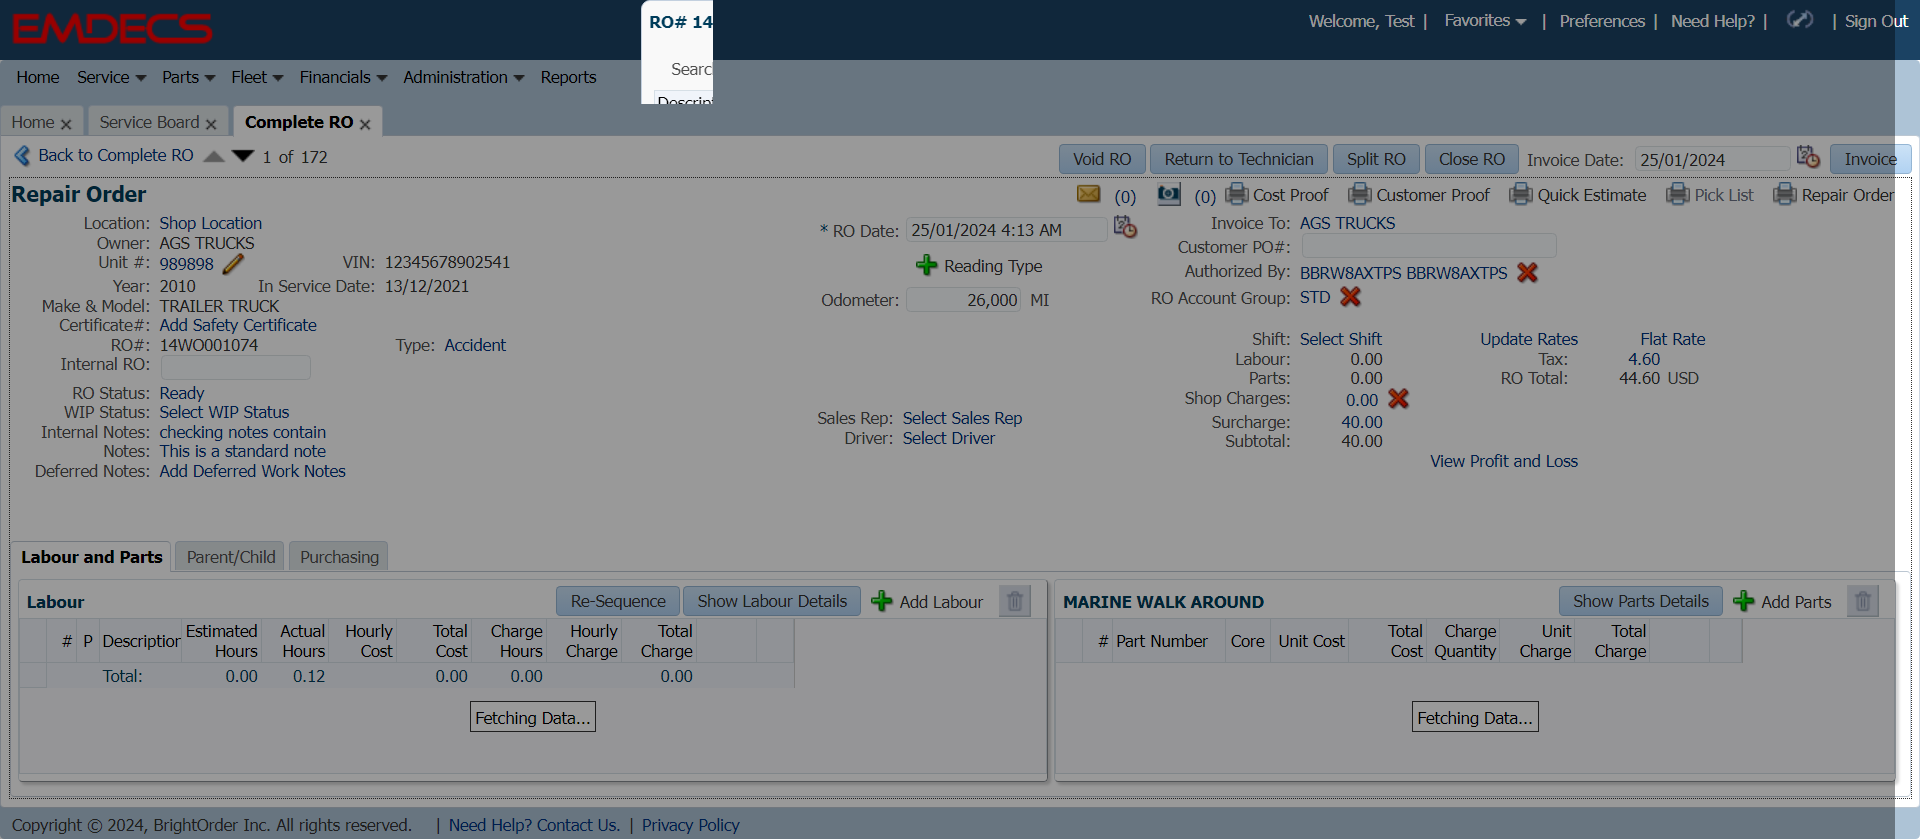 EMDECS
Welcome, Test | Favorites | Preferences | Need Help? | | Sign Out
RO# 14
Searc
Descript
Home Service Parts Fleet Financials Administration Reports
Home Service Board Complete RO
Back to Complete RO 1 of 172
Void RO Return to Technician Split RO Close RO Invoice Date: 25/01/2024 Invoice
Repair Order
(0) (0) Cost Proof Customer Proof Quick Estimate Pick List Repair Order
Location: Shop Location
Owner: AGS TRUCKS
Unit #: 989898 VIN: 12345678902541
Year: 2010 In Service Date: 13/12/2021
Make & Model: TRAILER TRUCK
Certificate#: Add Safety Certificate
RO#: 14WO001074 Type: Accident
Internal RO:
RO Status: Ready
WIP Status: Select WIP Status
Internal Notes: checking notes contain
Notes: This is a standard note
Deferred Notes: Add Deferred Work Notes
* RO Date: 25/01/2024 4:13 AM
Reading Type
Odometer: 26,000 MI
Sales Rep: Select Sales Rep
Driver: Select Driver
Invoice To: AGS TRUCKS
Customer PO#:
Authorized By: BBRW8AXTPS BBRW8AXTPS
RO Account Group: STD
Shift: Select Shift Update Rates Flat Rate
Labour: 0.00 Tax: 4.60
Parts: 0.00 RO Total: 44.60 USD
Shop Charges: 0.00
Surcharge: 40.00
Subtotal: 40.00
View Profit and Loss
Labour and Parts Parent/Child Purchasing
Labour Re-Sequence Show Labour Details Add Labour
# P Description Estimated Hours Actual Hours Hourly Cost Total Cost Charge Hours Hourly Charge Total Charge
Total: 0.00 0.12 0.00 0.00 0.00
Fetching Data...
MARINE WALK AROUND Show Parts Details Add Parts
# Part Number Core Unit Cost Total Cost Charge Quantity Unit Charge Total Charge
Fetching Data...
Copyright © 2024, BrightOrder Inc. All rights reserved. | Need Help? Contact Us. | Privacy Policy